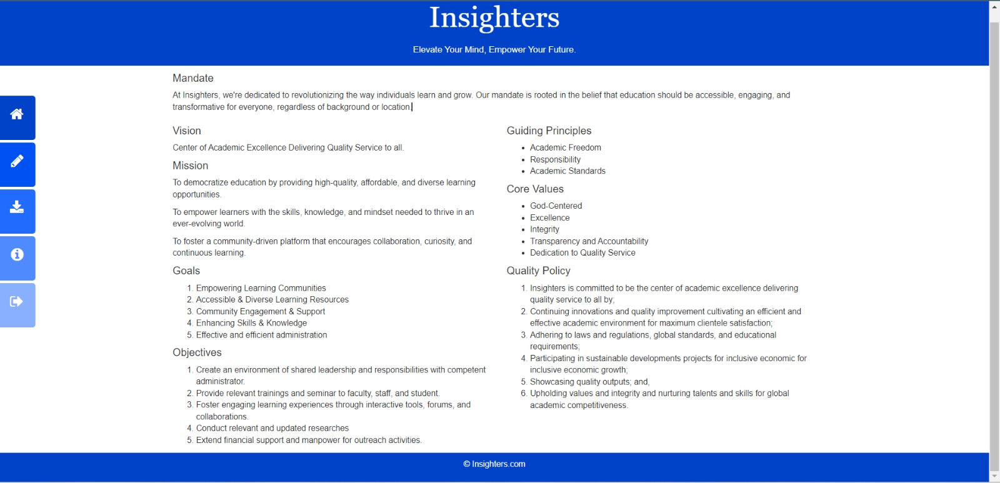 Insighters
Elevate Your Mind, Empower Your Future.
Mandate
At Insighters, we're dedicated to revolutionizing the way individuals learn and grow. Our mandate is rooted in the belief that education should be accessible, engaging, and
transformative for everyone, regardless of background or location.
Vision
Center of Academic Excellence Delivering Quality Service to all.
Mission
To democratize education by providing high-quality, affordable, and diverse learning
opportunities.
To empower learners with the skills, knowledge, and mindset needed to thrive in an
ever-evolving world.
To foster a community-driven platform that encourages collaboration, curiosity, and
continuous learning.
Goals
1. Empowering Learning Communities
2. Accessible & Diverse Learning Resources
3. Community Engagement & Support
4. Enhancing Skills & Knowledge
5. Effective and efficient administration
Objectives
1. Create an environment of shared leadership and responsibilities with competent
administrator.
2. Provide relevant trainings and seminar to faculty, staff, and student.
3. Foster engaging learning experiences through interactive tools, forums, and
collaborations.
4. Conduct relevant and updated researches
5. Extend financial support and manpower for outreach activities.
Guiding Principles
• Academic Freedom
• Responsibility
• Academic Standards
Core Values
• God-Centered
• Excellence
• Integrity
• Transparency and Accountability
• Dedication to Quality Service
Quality Policy
1. Insighters is committed to be the center of academic excellence delivering
quality service to all by;
2. Continuing innovations and quality improvement cultivating an efficient and
effective academic environment for maximum clientele satisfaction;
3. Adhering to laws and regulations, global standards, and educational
requirements;
4. Participating in sustainable developments projects for inclusive economic for
inclusive economic growth;
5. Showcasing quality outputs; and,
6. Upholding values and integrity and nurturing talents and skills for global
academic competitiveness.
© Insighters.com